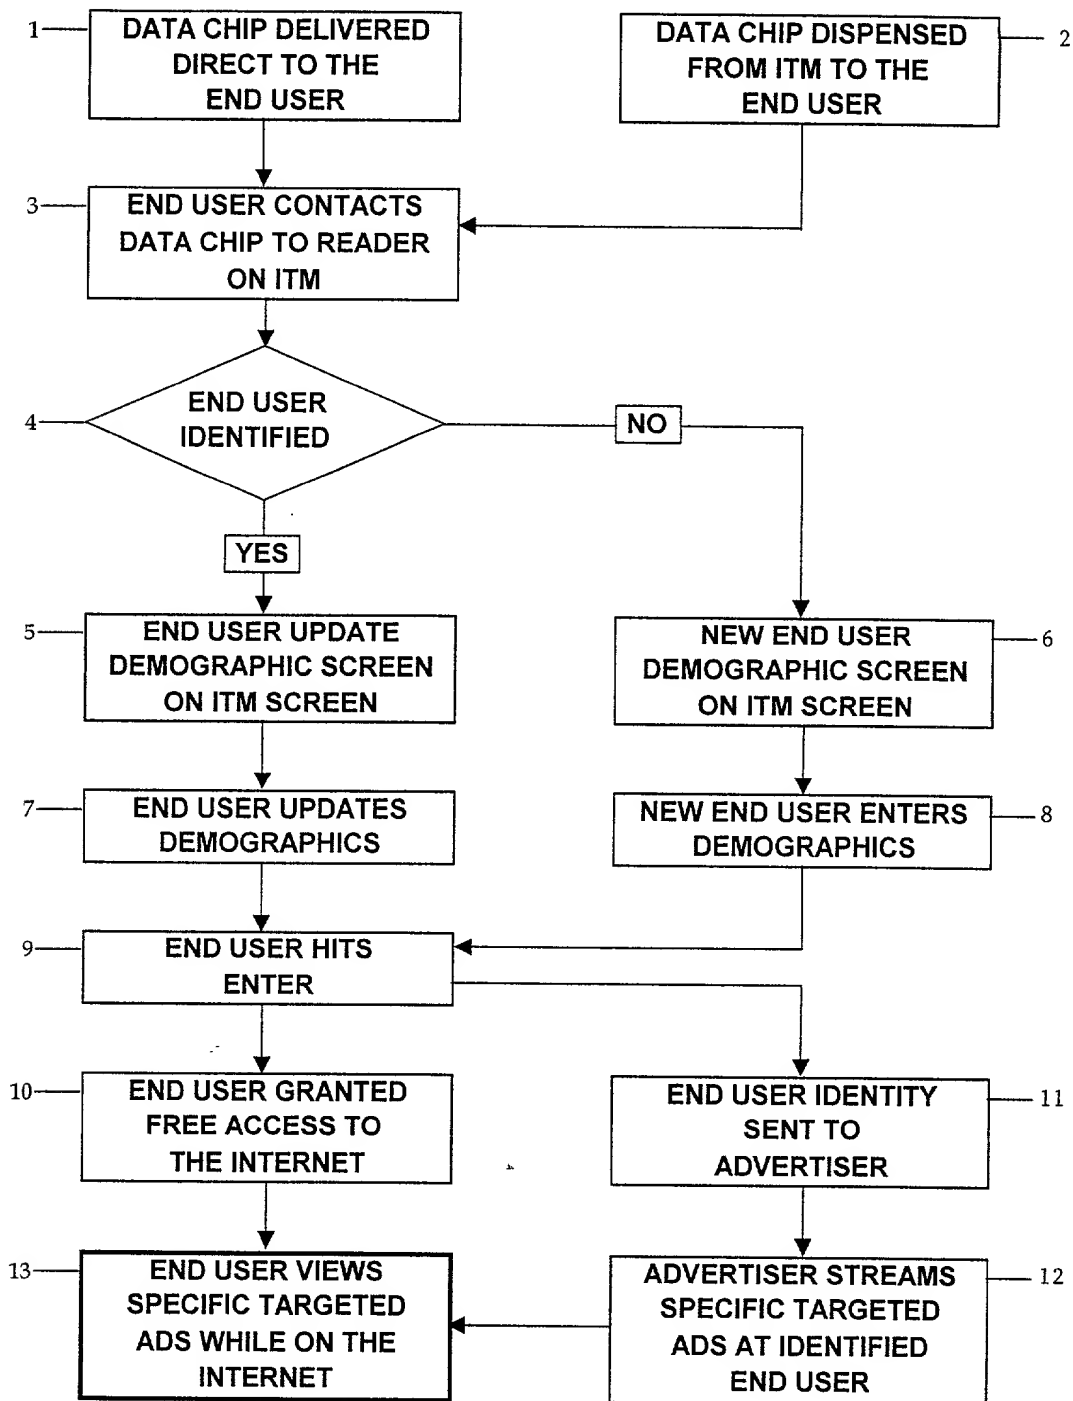 1
DATA CHIP DELIVERED
DIRECT TO THE
END USER
DATA CHIP DISPENSED
FROM ITM TO THE
END USER
2
3
END USER CONTACTS
DATA CHIP TO READER
ON ITM
4
END USER
IDENTIFIED
NO
YES
5
END USER UPDATE
DEMOGRAPHIC SCREEN
ON ITM SCREEN
NEW END USER
DEMOGRAPHIC SCREEN
ON ITM SCREEN
6
7
END USER UPDATES
DEMOGRAPHICS
NEW END USER ENTERS
DEMOGRAPHICS
8
9
END USER HITS
ENTER
10
END USER GRANTED
FREE ACCESS TO
THE INTERNET
END USER IDENTITY
SENT TO
ADVERTISER
11
13
END USER VIEWS
SPECIFIC TARGETED
ADS WHILE ON THE
INTERNET
ADVERTISER STREAMS
SPECIFIC TARGETED
ADS AT IDENTIFIED
END USER
12